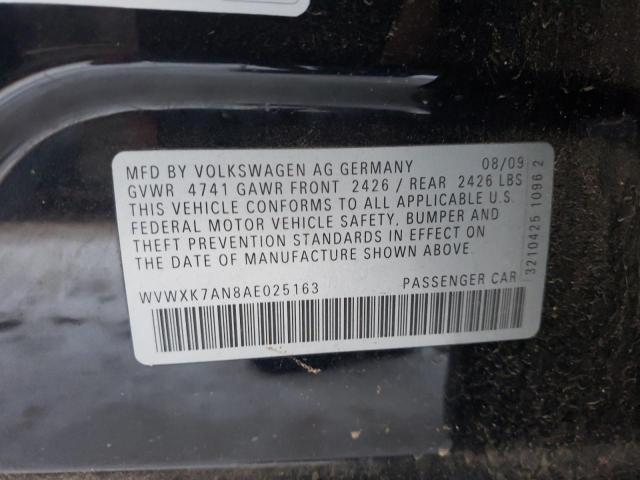 MFD BY VOLKSWAGEN AG GERMANY 08/09
GVWR 4741 GAWR FRONT 2426 / REAR 2426 LBS
THIS VEHICLE CONFORMS TO ALL APPLICABLE U.S.
FEDERAL MOTOR VEHICLE SAFETY, BUMPER AND
THEFT PREVENTION STANDARDS IN EFFECT ON
THE DATE OF MANUFACTURE SHOWN ABOVE.
WVWXK7AN8AE025163 PASSENGER CAR
3210425 1096 2